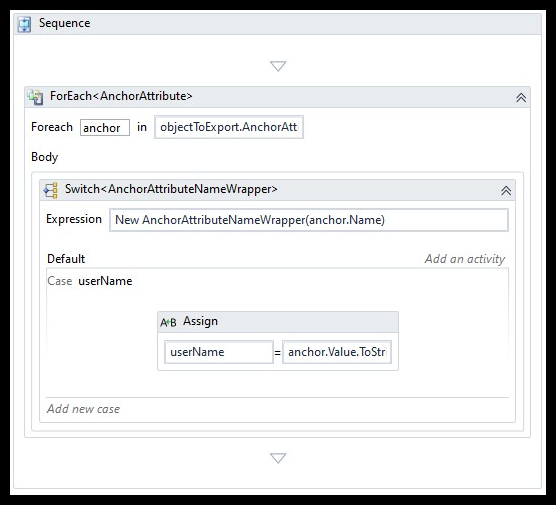 Sequence
ForEach<AnchorAttribute>
Foreach anchor in objectToExport.AnchorAtt
Body
Switch<AnchorAttributeNameWrapper>
Expression New AnchorAttributeNameWrapper(anchor.Name)
Default Add an activity
Case userName
A+B Assign
userName = anchor.Value.ToStri
Add new case